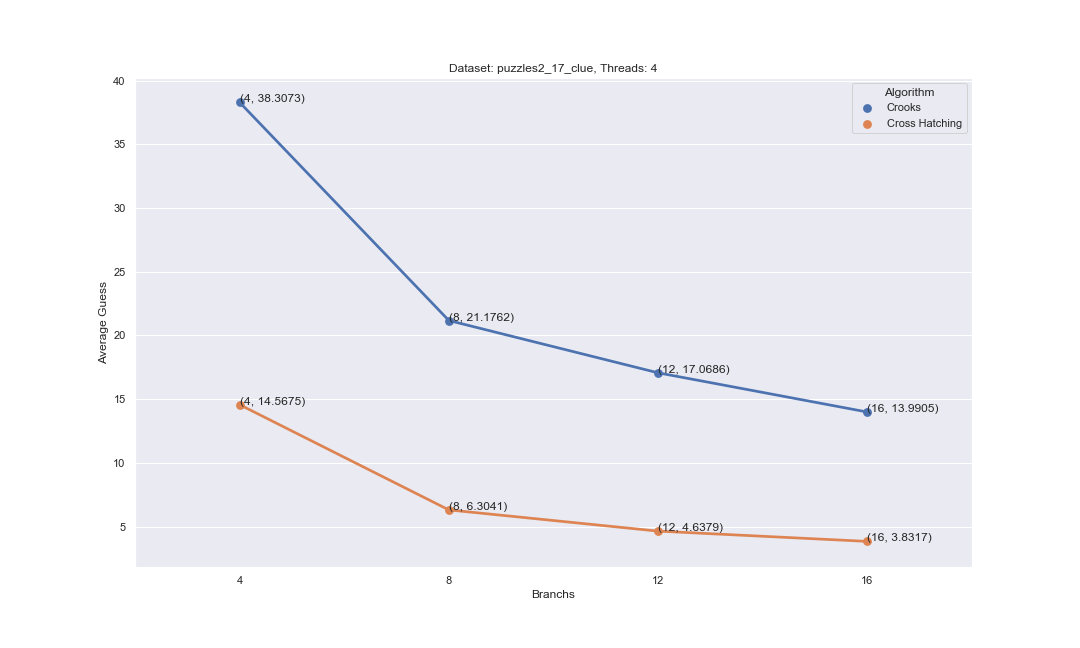 Dataset: puzzles2_17_clue, Threads: 4
40
35
30
25
20
15
10
5
Average Guess
Algorithm
Crooks
Cross Hatching
(4, 38.3073)
(8, 21.1762)
(12, 17.0686)
(16, 13.9905)
(4, 14.5675)
(8, 6.3041)
(12, 4.6379)
(16, 3.8317)
4 8 12 16
Branchs